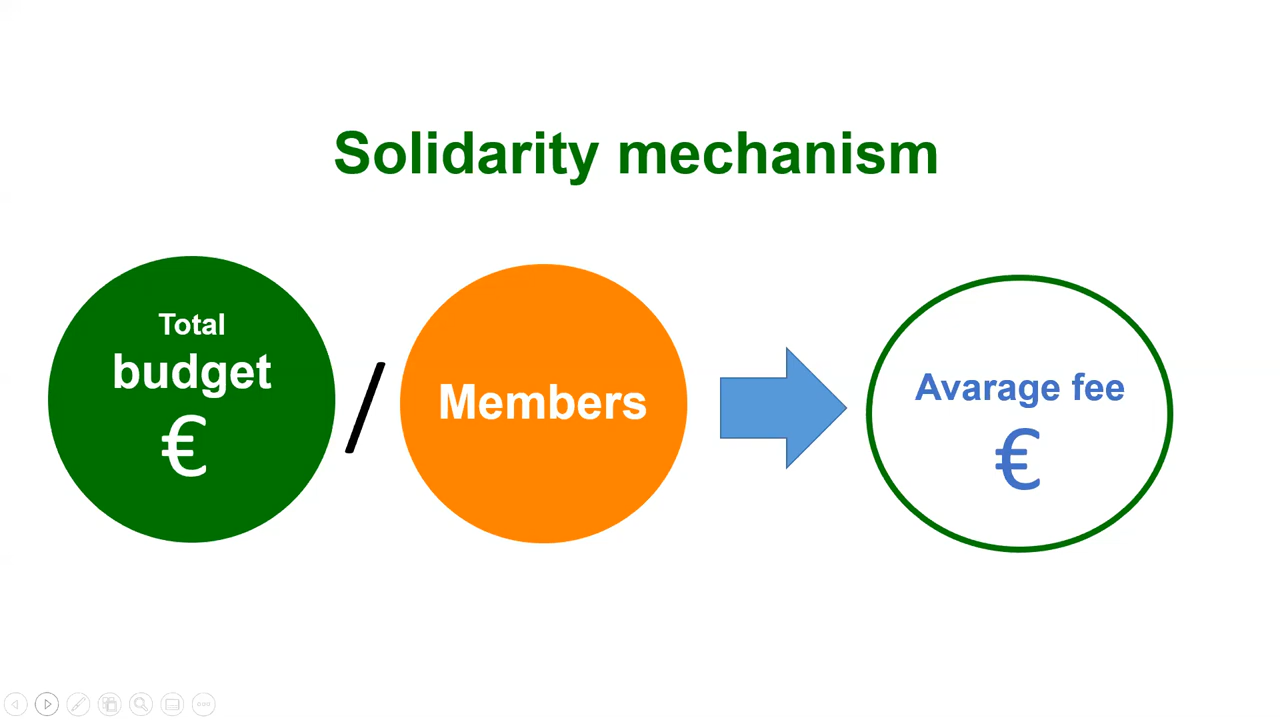 Solidarity mechanism
Total
budget
€
/
Members
Avarage fee
€